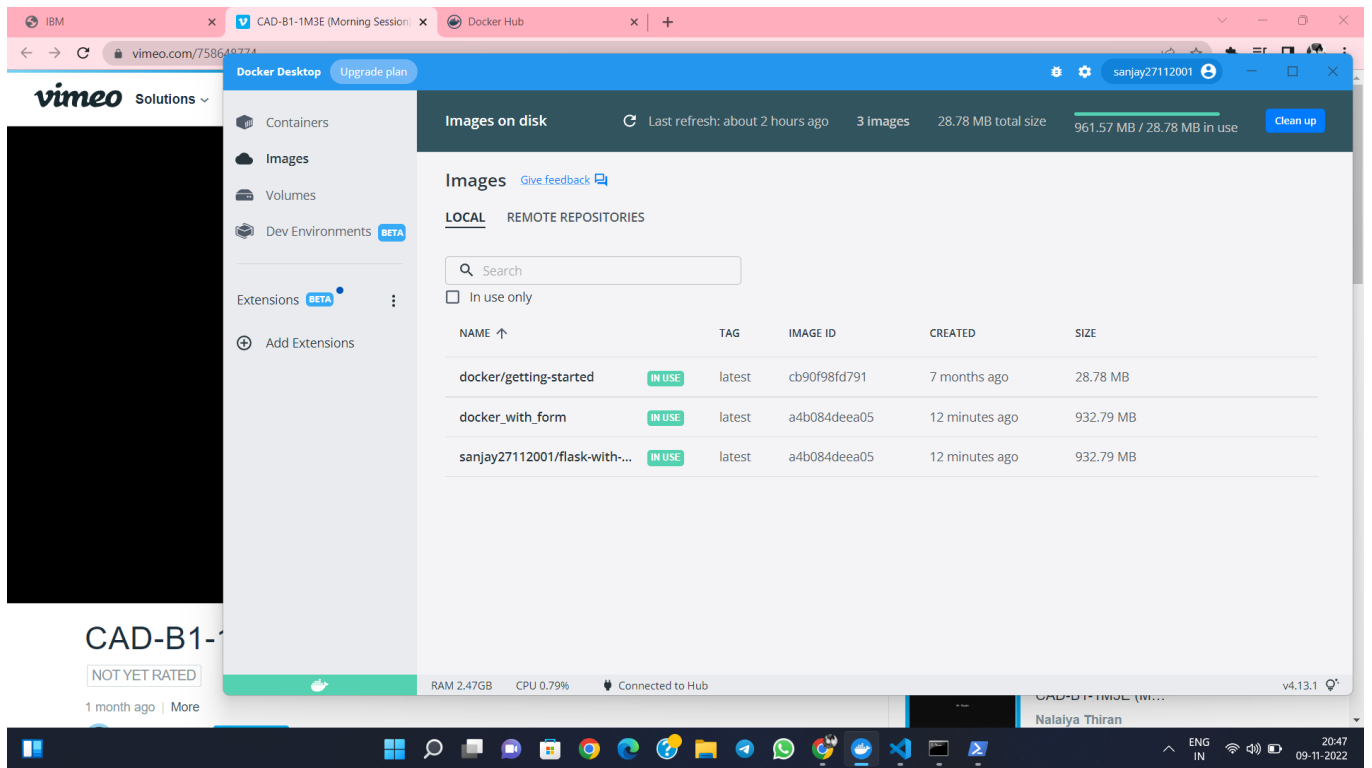 IBM
CAD-B1-1M3E (Morning Session)
Docker Hub
vimeo.com/758648774
Docker Desktop
Upgrade plan
sanjay27112001
vimeo
Solutions
Containers
Images
Volumes
Dev Environments BETA
Extensions BETA
Add Extensions
Images on disk
Last refresh: about 2 hours ago
3 images
28.78 MB total size
961.57 MB / 28.78 MB in use
Clean up
Images
Give feedback
LOCAL
REMOTE REPOSITORIES
Search
In use only
NAME TAG IMAGE ID CREATED SIZE
docker/getting-started IN USE latest cb90f98fd791 7 months ago 28.78 MB
docker_with_form IN USE latest a4b084deea05 12 minutes ago 932.79 MB
sanjay27112001/flask-with-... IN USE latest a4b084deea05 12 minutes ago 932.79 MB
RAM 2.47GB CPU 0.79% Connected to Hub
v4.13.1
CAD-B1-
NOT YET RATED
1 month ago | More
CAD-B1-1M3E (M...
Nalaiya Thiran
ENG
IN
20:47
09-11-2022